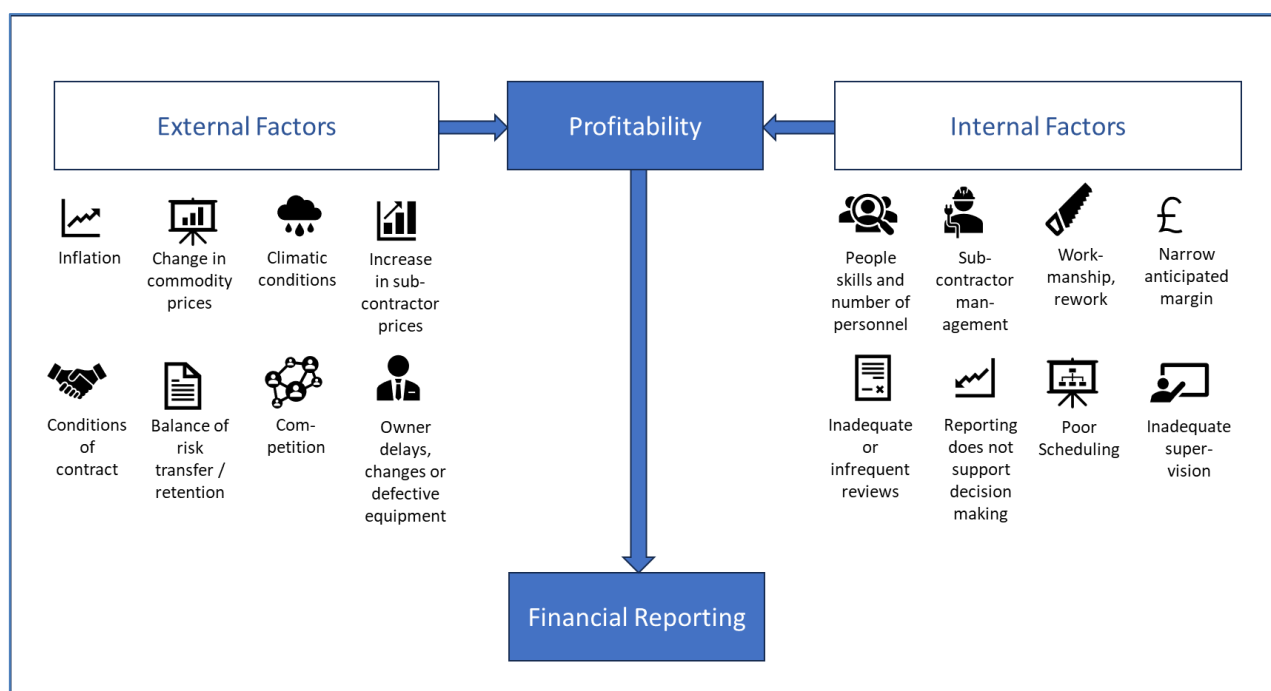 External Factors
Profitability
Internal Factors
Inflation
Change in
commodity
prices
Climatic
conditions
Increase
in sub-
contractor
prices
People
skills and
number of
personnel
Sub-
contractor
man-
agement
Work-
manship,
rework
£
Narrow
anticipated
margin
Conditions
of
contract
Balance of
risk
transfer /
retention
Com-
petition
Owner
delays,
changes or
defective
equipment
Inadequate
or
infrequent
reviews
Reporting
does not
support
decision
making
Poor
Scheduling
Inadequate
super-
vision
Financial Reporting